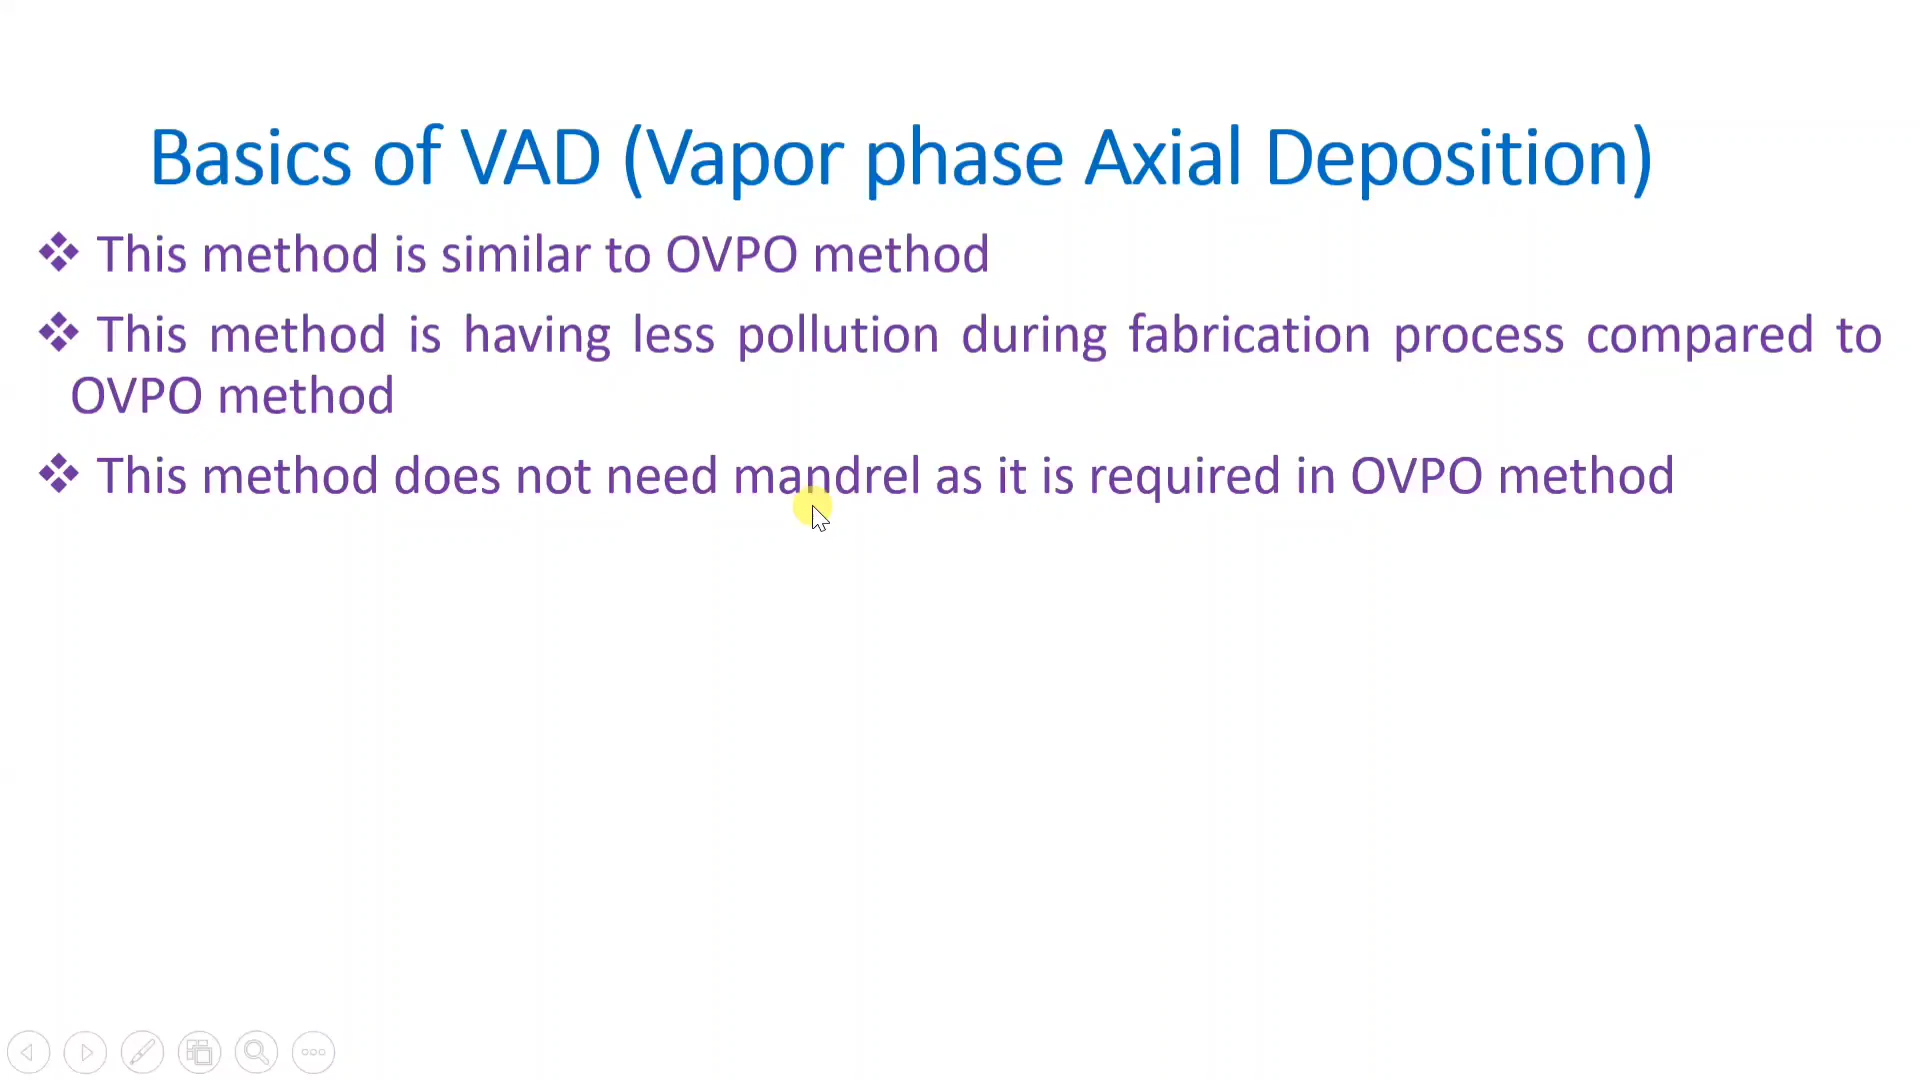 Basics of VAD (Vapor phase Axial Deposition)
This method is similar to OVPO method
This method is having less pollution during fabrication process compared to
OVPO method
This method does not need mandrel as it is required in OVPO method